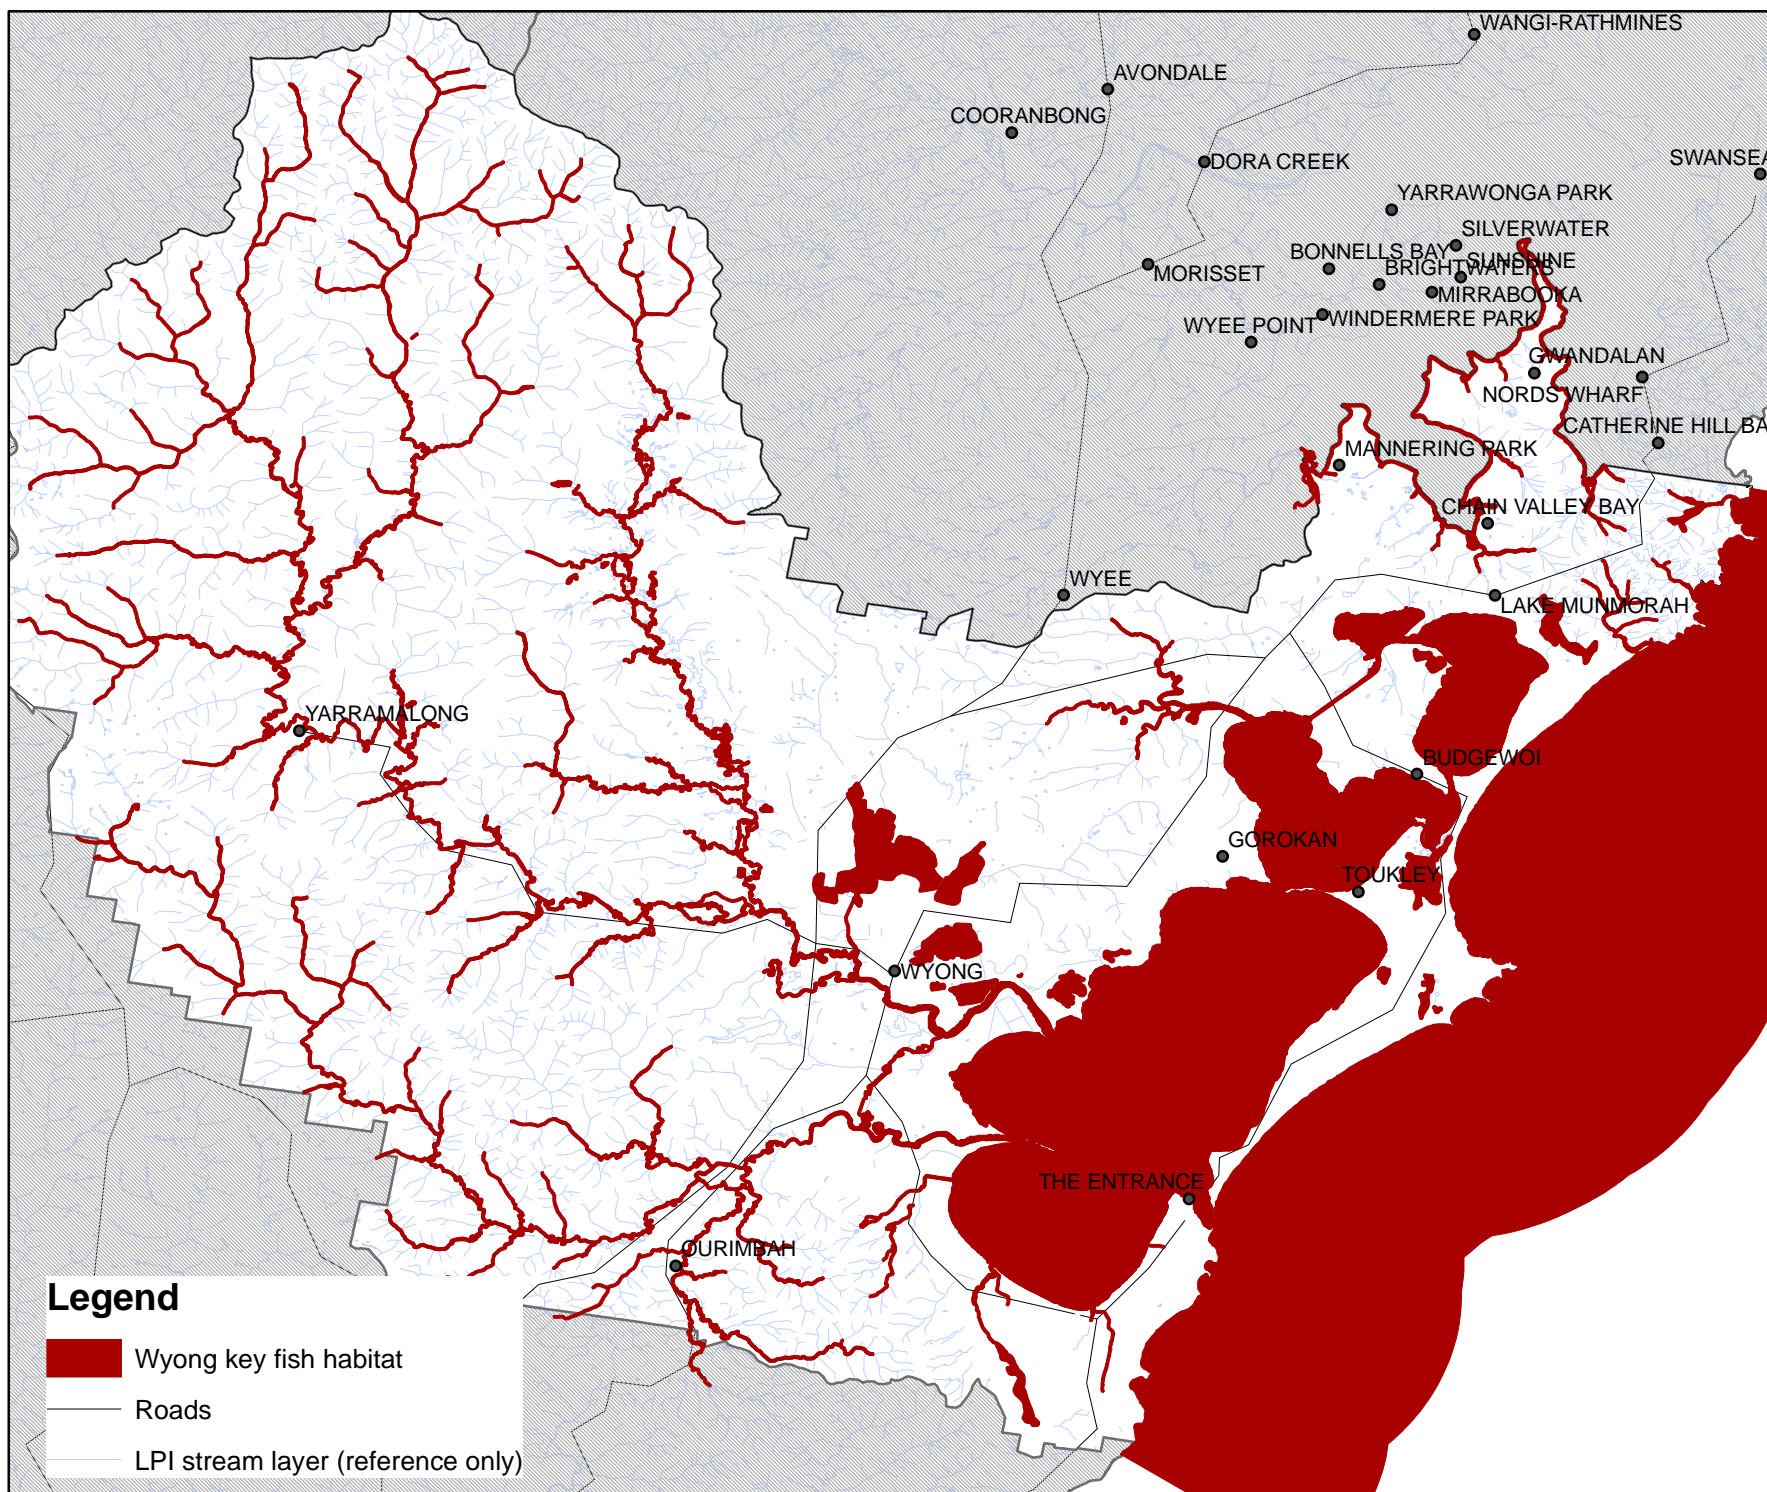 WANGI-RATHMINES
AVONDALE
COORANBONG
DORA CREEK
SWANSEA
YARRAWONGA PARK
SILVERWATER
BONNELLS BAY
SUNSHINE
BRIGHTWATERS
MORISSET
MIRRABOOKA
WYEE POINT
WINDERMERE PARK
GWANDALAN
NORDS WHARF
CATHERINE HILL BA
MANNERING PARK
CHAIN VALLEY BAY
WYEE
LAKE MUNMORAH
YARRAMALONG
BUDGEWOI
GOROKAN
TOUKLEY
WYONG
THE ENTRANCE
OURIMBAH
Legend
Wyong key fish habitat
Roads
LPI stream layer (reference only)